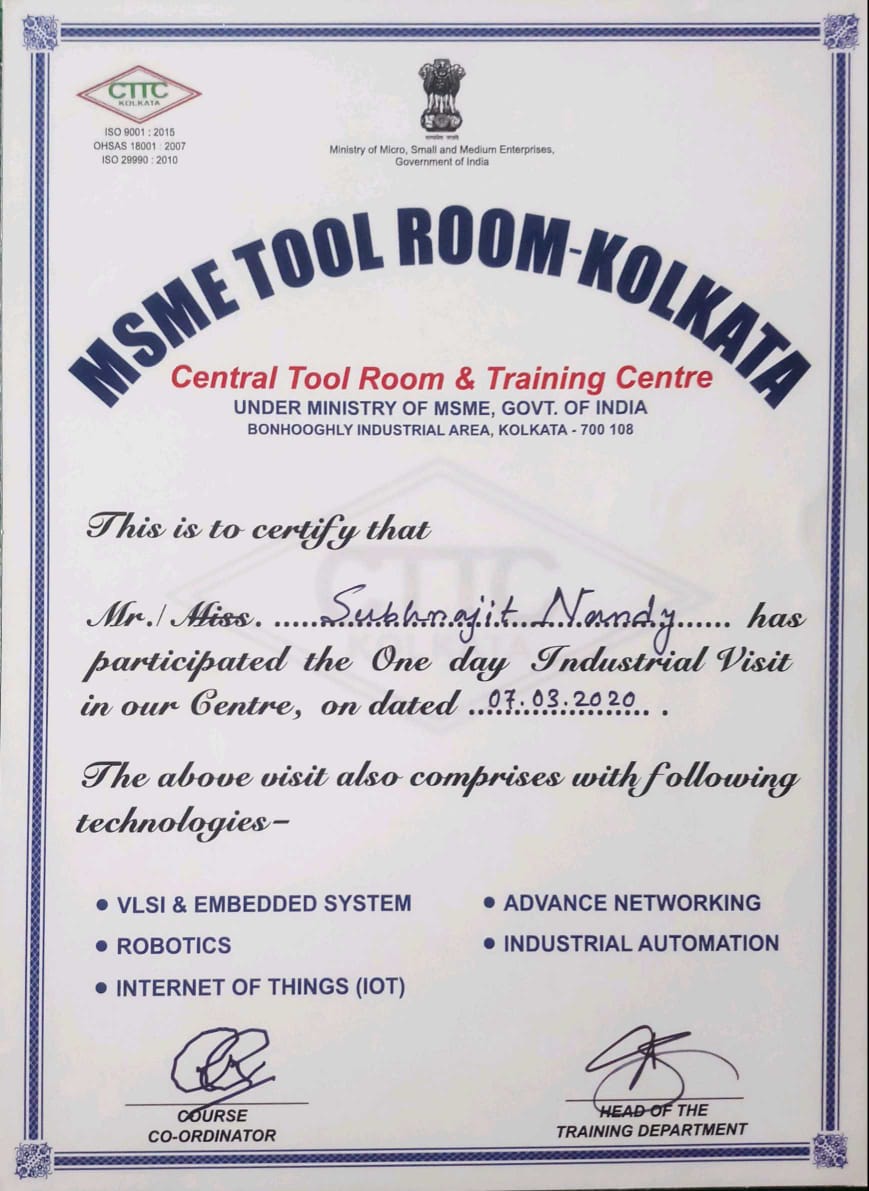 CTTC
KOLKATA
ISO 9001 : 2015
OHSAS 18001 : 2007
ISO 29990 : 2010
सत्यमेव जयते
Ministry of Micro, Small and Medium Enterprises,
Government of India
MSME TOOL ROOM-KOLKATA
Central Tool Room & Training Centre
UNDER MINISTRY OF MSME, GOVT. OF INDIA
BONHOOGHLY INDUSTRIAL AREA, KOLKATA - 700 108
CTTC
KOLKATA
This is to certify that
Mr./ Miss. ......Subhrajit Nandy...... has
participated the One day Industrial Visit
in our Centre, on dated ..07.03.2020.. .
The above visit also comprises with following
technologies-
• VLSI & EMBEDDED SYSTEM
• ROBOTICS
• INTERNET OF THINGS (IOT)
• ADVANCE NETWORKING
• INDUSTRIAL AUTOMATION
COURSE
CO-ORDINATOR
HEAD OF THE
TRAINING DEPARTMENT